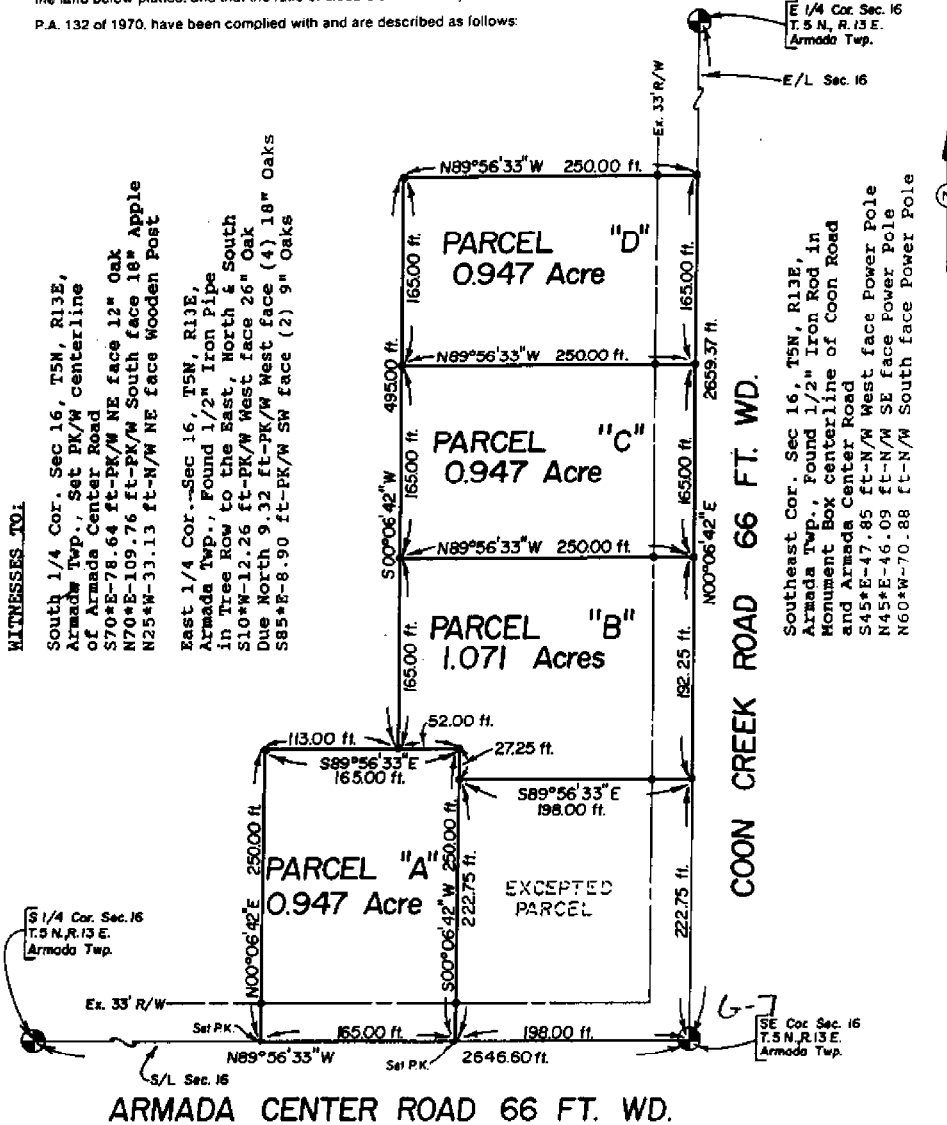 P.A. 132 of 1970, have been complied with and are described as follows:
E 1/4 Cor. Sec. 16
T. 5 N., R. 13 E.
Armada Twp.
E/L Sec. 16
Ex. 33' R/W
N89°56'33"W 250.00 ft.
165.00 ft.
PARCEL "D"
0.947 Acre
165.00 ft.
495.00 ft.
N89°56'33"W 250.00 ft.
2659.37 ft.
S00°06'42"W
165.00 ft.
PARCEL "C"
0.947 Acre
165.00 ft.
N89°56'33"W 250.00 ft.
N00°06'42"E
165.00 ft.
PARCEL "B"
1.071 Acres
192.25 ft.
113.00 ft.
52.00 ft.
S89°56'33"E
165.00 ft.
27.25 ft.
S89°56'33"E
198.00 ft.
N00°06'42"E 250.00 ft.
PARCEL "A"
0.947 Acre
S00°06'42"W 250.00 ft.
222.75 ft.
EXCEPTED
PARCEL
222.75 ft.
COON CREEK ROAD 66 FT. WD.
WITNESSES TO:
South 1/4 Cor. Sec 16, T5N, R13E,
Armada Twp., Set PK/W centerline
of Armada Center Road
S70*E-78.64 ft-PK/W NE face 12" Oak
N70*E-109.76 ft-PK/W South face 18" Apple
N25*W-33.13 ft-N/W NE face Wooden Post
East 1/4 Cor.--Sec 16, T5N, R13E,
Armada Twp., Found 1/2" Iron Pipe
in Tree Row to the East, North & South
S10*W-12.26 ft-PK/W West face 26" Oak
Due North 9.32 ft-PK/W West face (4) 18" Oaks
S85*E-8.90 ft-PK/W SW face (2) 9" Oaks
Southeast Cor. Sec 16, T5N, R13E,
Armada Twp., Found 1/2" Iron Rod in
Monument Box centerline of Coon Road
and Armada Center Road
S45*E-47.85 ft-N/W West face Power Pole
N45*E-46.09 ft-N/W SE face Power Pole
N60*W-70.88 ft-N/W South face Power Pole
S 1/4 Cor. Sec. 16
T. 5 N., R. 13 E.
Armada Twp.
Ex. 33' R/W
Set P.K.
165.00 ft.
198.00 ft.
N89°56'33"W
Set P.K.
2646.60 ft.
S/L Sec. 16
G-7
SE Cor. Sec. 16
T. 5 N., R. 13 E.
Armada Twp.
ARMADA CENTER ROAD 66 FT. WD.